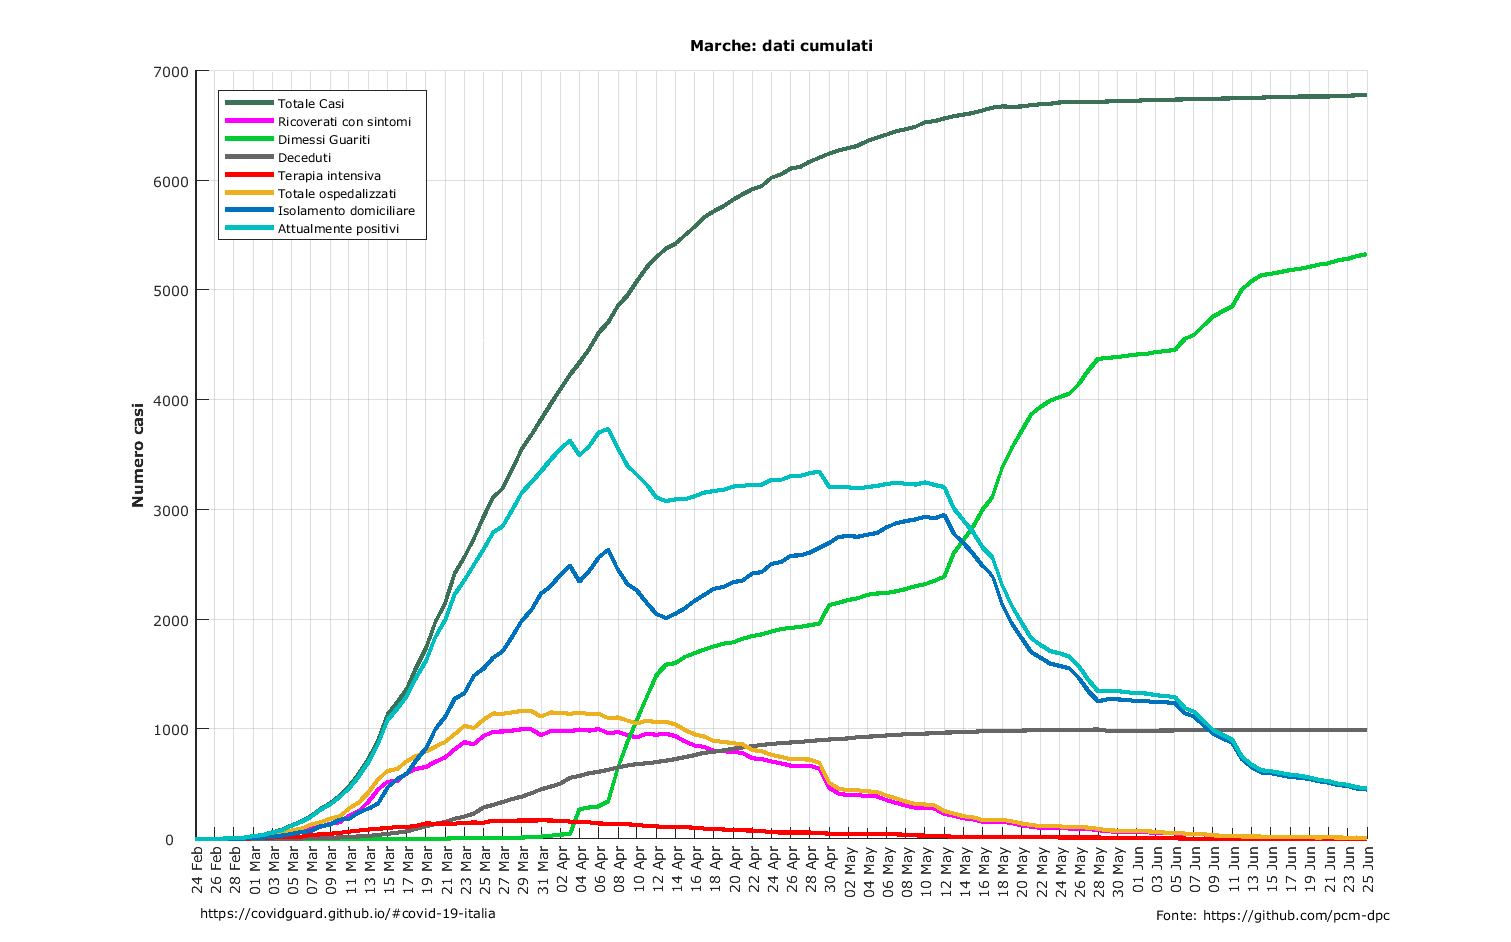 Marche: dati cumulati
7000
6000
5000
4000
3000
2000
1000
0
Numero casi
Totale Casi
Ricoverati con sintomi
Dimessi Guariti
Deceduti
Terapia intensiva
Totale ospedalizzati
Isolamento domiciliare
Attualmente positivi
24 Feb
26 Feb
28 Feb
01 Mar
03 Mar
05 Mar
07 Mar
09 Mar
11 Mar
13 Mar
15 Mar
17 Mar
19 Mar
21 Mar
23 Mar
25 Mar
27 Mar
29 Mar
31 Mar
02 Apr
04 Apr
06 Apr
08 Apr
10 Apr
12 Apr
14 Apr
16 Apr
18 Apr
20 Apr
22 Apr
24 Apr
26 Apr
28 Apr
30 Apr
02 May
04 May
06 May
08 May
10 May
12 May
14 May
16 May
18 May
20 May
22 May
24 May
26 May
28 May
30 May
01 Jun
03 Jun
05 Jun
07 Jun
09 Jun
11 Jun
13 Jun
15 Jun
17 Jun
19 Jun
21 Jun
23 Jun
25 Jun
https://covidguard.github.io/#covid-19-italia
Fonte: https://github.com/pcm-dpc